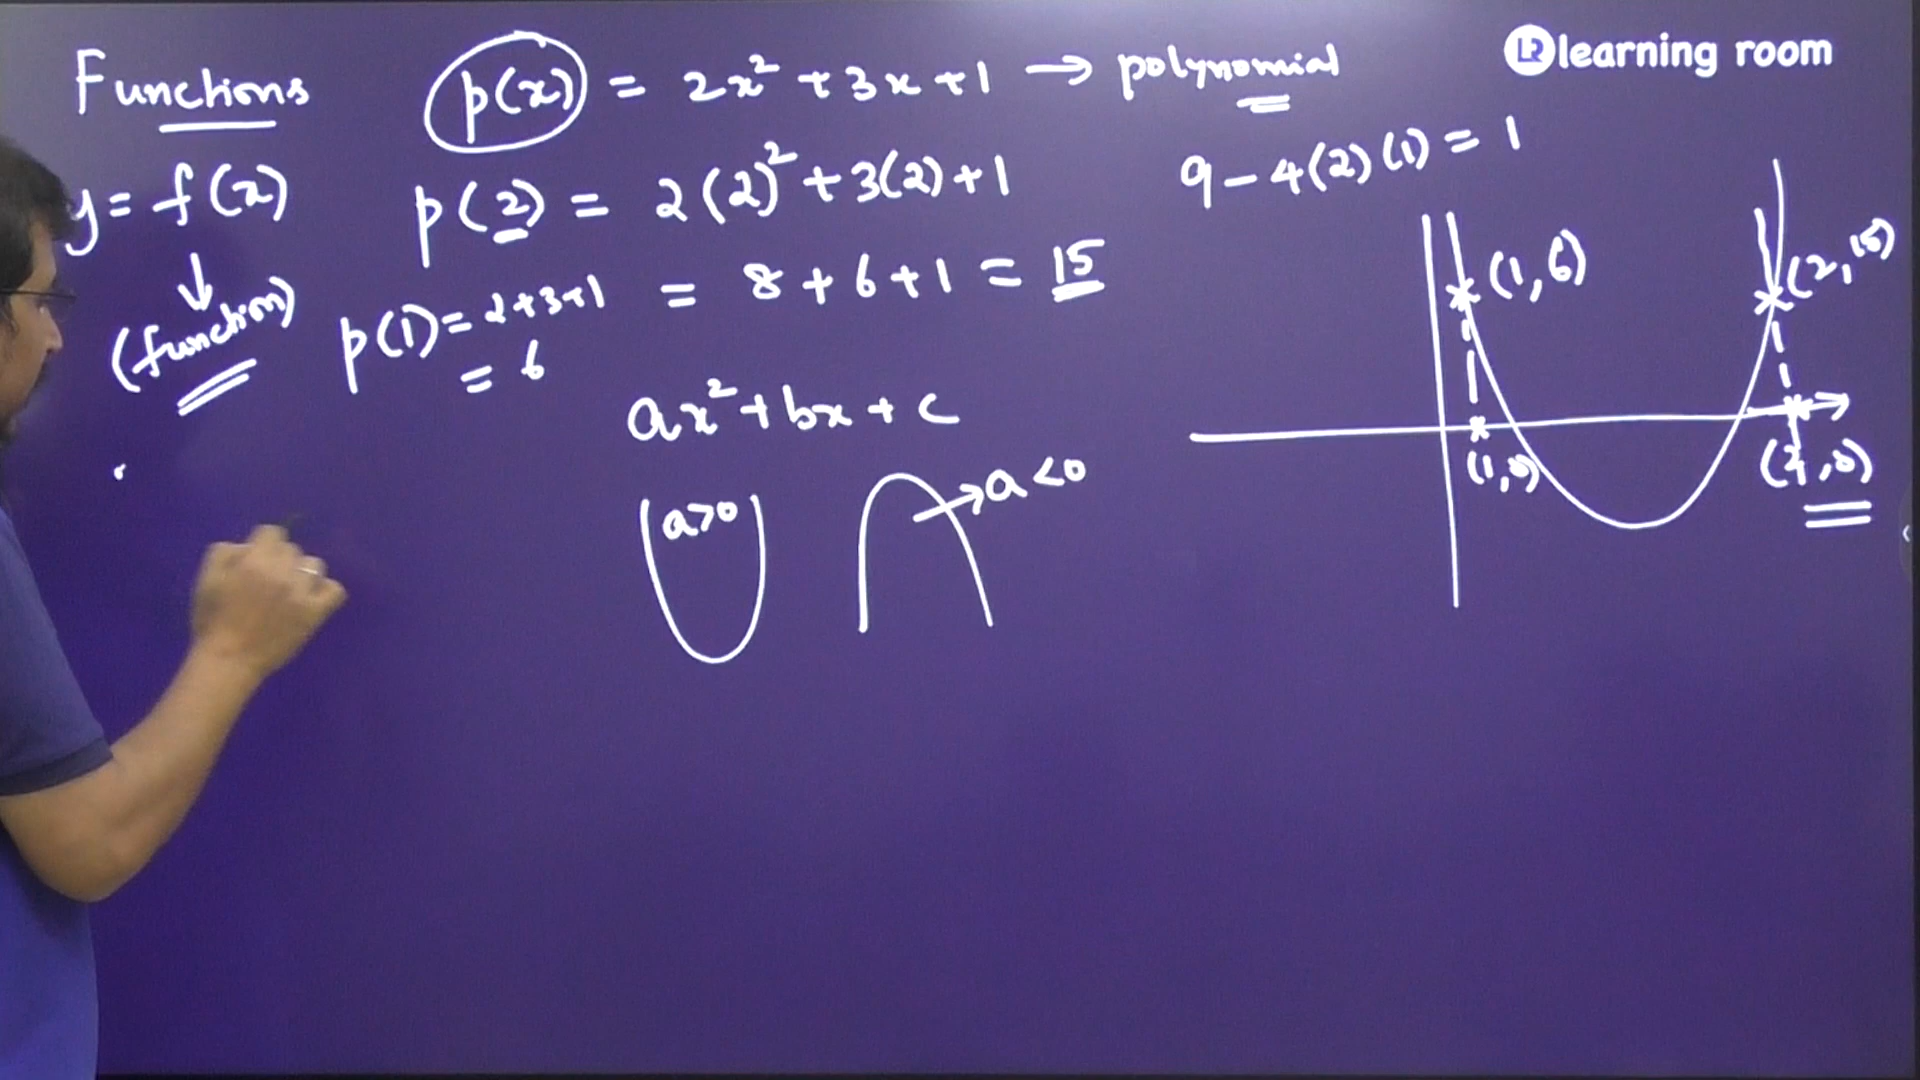 Functions
p(x) = 2x² + 3x + 1 → polynomial
LR learning room
y = f(x)
↓
(function)
p(2) = 2(2)² + 3(2) + 1
= 8 + 6 + 1 = 15
p(1) = 2+3+1
= 6
9 - 4(2)(1) = 1
ax² + bx + c
a>0
→ a<0
(1,6)
(2,15)
(1,0)
(2,0)